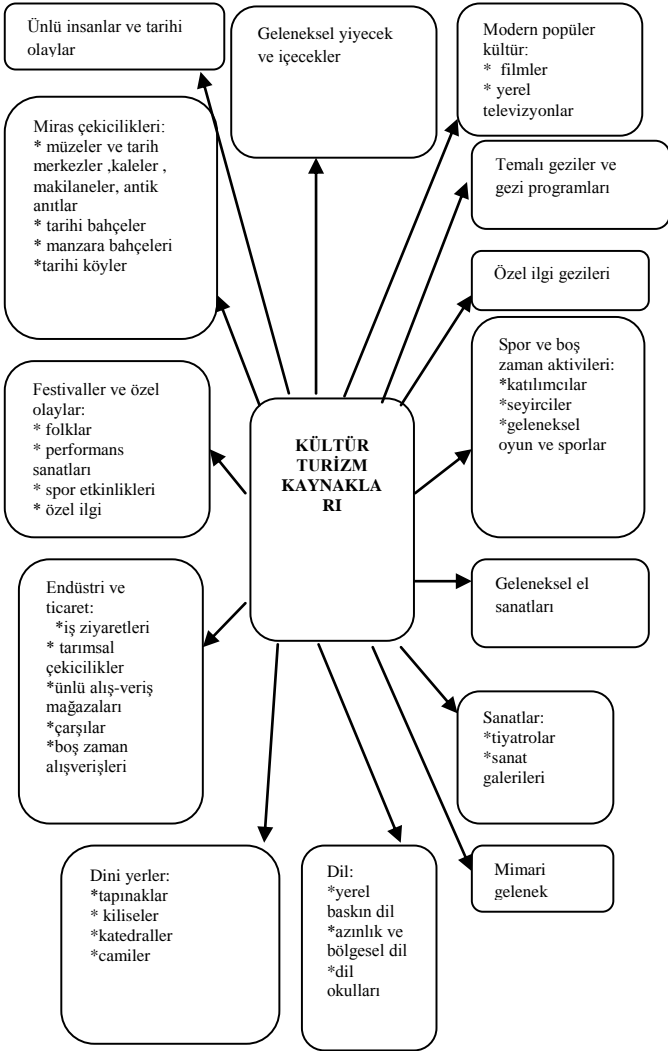 Ünlü insanlar ve tarihi
olaylar
Geleneksel yiyecek
ve içecekler
Modern popüler
kültür:
* filmler
* yerel
televizyonlar
Miras çekicilikleri:
* müzeler ve tarih
merkezler ,kaleler ,
makilaneler, antik
anıtlar
* tarihi bahçeler
* manzara bahçeleri
*tarihi köyler
Temalı geziler ve
gezi programları
Özel ilgi gezileri
Spor ve boş
zaman aktivileri:
*katılımcılar
*seyirciler
*geleneksel
oyun ve sporlar
Festivaller ve özel
olaylar:
* folklar
* performans
sanatları
* spor etkinlikleri
* özel ilgi
KÜLTÜR
TURİZM
KAYNAKLA
RI
Endüstri ve
ticaret:
*iş ziyaretleri
* tarımsal
çekicilikler
*ünlü alış-veriş
mağazaları
*çarşılar
*boş zaman
alışverişleri
Geleneksel el
sanatları
Sanatlar:
*tiyatrolar
*sanat
galerileri
Mimari
gelenek
Dini yerler:
*tapınaklar
* kiliseler
*katedraller
*camiler
Dil:
*yerel
baskın dil
*azınlık ve
bölgesel dil
*dil
okulları